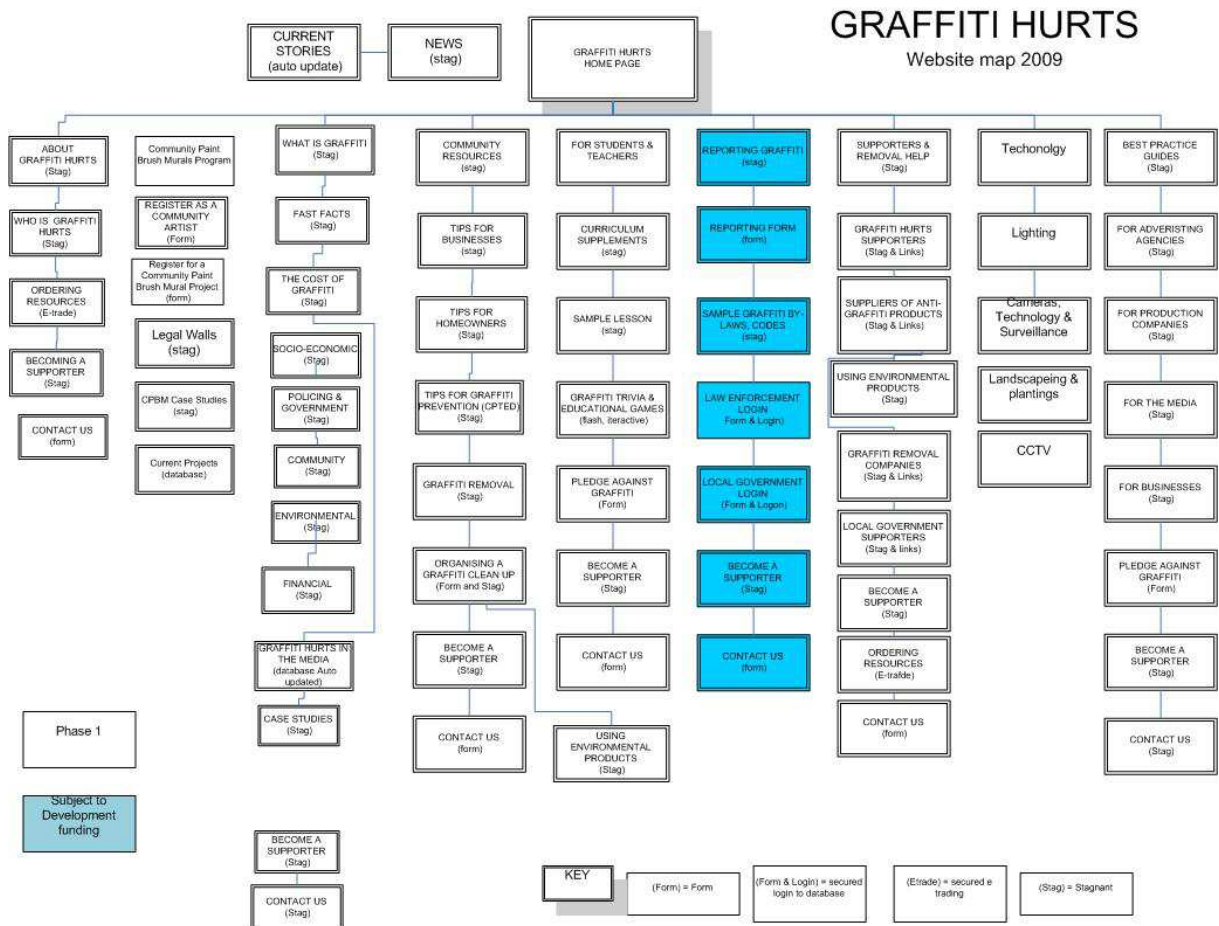 GRAFFITI HURTS
Website map 2009
CURRENT
STORIES
(auto update)
NEWS
(stag)
GRAFFITI HURTS
HOME PAGE
ABOUT
GRAFFITI HURTS
(Stag)
WHO IS GRAFFITI
HURTS
(Stag)
ORDERING
RESOURCES
(E-trade)
BECOMING A
SUPPORTER
(Stag)
CONTACT US
(form)
Community Paint
Brush Murals Program
REGISTER AS A
COMMUNITY
ARTIST
(Form)
Register for a
Community Paint
Brush Mural Project
(form)
Legal Walls
(stag)
CPBM Case Studies
(stag)
Current Projects
(database)
WHAT IS GRAFFITI
(Stag)
FAST FACTS
(Stag)
THE COST OF
GRAFFITI
(Stag)
SOCIO-ECONOMIC
(Stag)
POLICING &
GOVERNMENT
(Stag)
COMMUNITY
(Stag)
ENVIRONMENTAL
(Stag)
FINANCIAL
(Stag)
GRAFFITI HURTS IN
THE MEDIA
(database Auto
updated)
CASE STUDIES
(Stag)
BECOME A
SUPPORTER
(Stag)
CONTACT US
(Stag)
COMMUNITY
RESOURCES
(stag)
TIPS FOR
BUSINESSES
(stag)
TIPS FOR
HOMEOWNERS
(Stag)
TIPS FOR GRAFFITI
PREVENTION (CPTED)
(Stag)
GRAFFITI REMOVAL
(Stag)
ORGANISING A
GRAFFITI CLEAN UP
(Form and Stag)
BECOME A
SUPPORTER
(Stag)
CONTACT US
(form)
USING
ENVIRONMENTAL
PRODUCTS
(Stag)
FOR STUDENTS &
TEACHERS
CURRICULUM
SUPPLEMENTS
(stag)
SAMPLE LESSON
(stag)
GRAFFITI TRIVIA &
EDUCATIONAL GAMES
(flash, iteractive)
PLEDGE AGAINST
GRAFFITI
(Form)
BECOME A
SUPPORTER
(Stag)
CONTACT US
(form)
REPORTING GRAFFITI
(stag)
REPORTING FORM
(form)
SAMPLE GRAFFITI BY-
LAWS, CODES
(stag)
LAW ENFORCEMENT
LOGIN
Form & Login)
LOCAL GOVERNMENT
LOGIN
(Form & Logon)
BECOME A
SUPPORTER
(Stag)
CONTACT US
(form)
SUPPORTERS &
REMOVAL HELP
(Stag)
GRAFFITI HURTS
SUPPORTERS
(Stag & Links)
SUPPLIERS OF ANTI-
GRAFFITI PRODUCTS
(Stag & Links)
USING ENVIRONMENTAL
PRODUCTS
(Stag)
GRAFFITI REMOVAL
COMPANIES
(Stag & Links)
LOCAL GOVERNMENT
SUPPORTERS
(Stag & links)
BECOME A
SUPPORTER
(Stag)
ORDERING
RESOURCES
(E-trafde)
CONTACT US
(form)
Techonolgy
Lighting
Cameras,
Technology &
Surveillance
Landscapeing &
plantings
CCTV
BEST PRACTICE
GUIDES
(Stag)
FOR ADVERISTING
AGENCIES
(Stag)
FOR PRODUCTION
COMPANIES
(Stag)
FOR THE MEDIA
(Stag)
FOR BUSINESSES
(Stag)
PLEDGE AGAINST
GRAFFITI
(Form)
BECOME A
SUPPORTER
(Stag)
CONTACT US
(Stag)
Phase 1
Subject to
Development
funding
KEY
(Form) = Form
(Form & Login) = secured
login to database
(Etrade) = secured e
trading
(Stag) = Stagnant